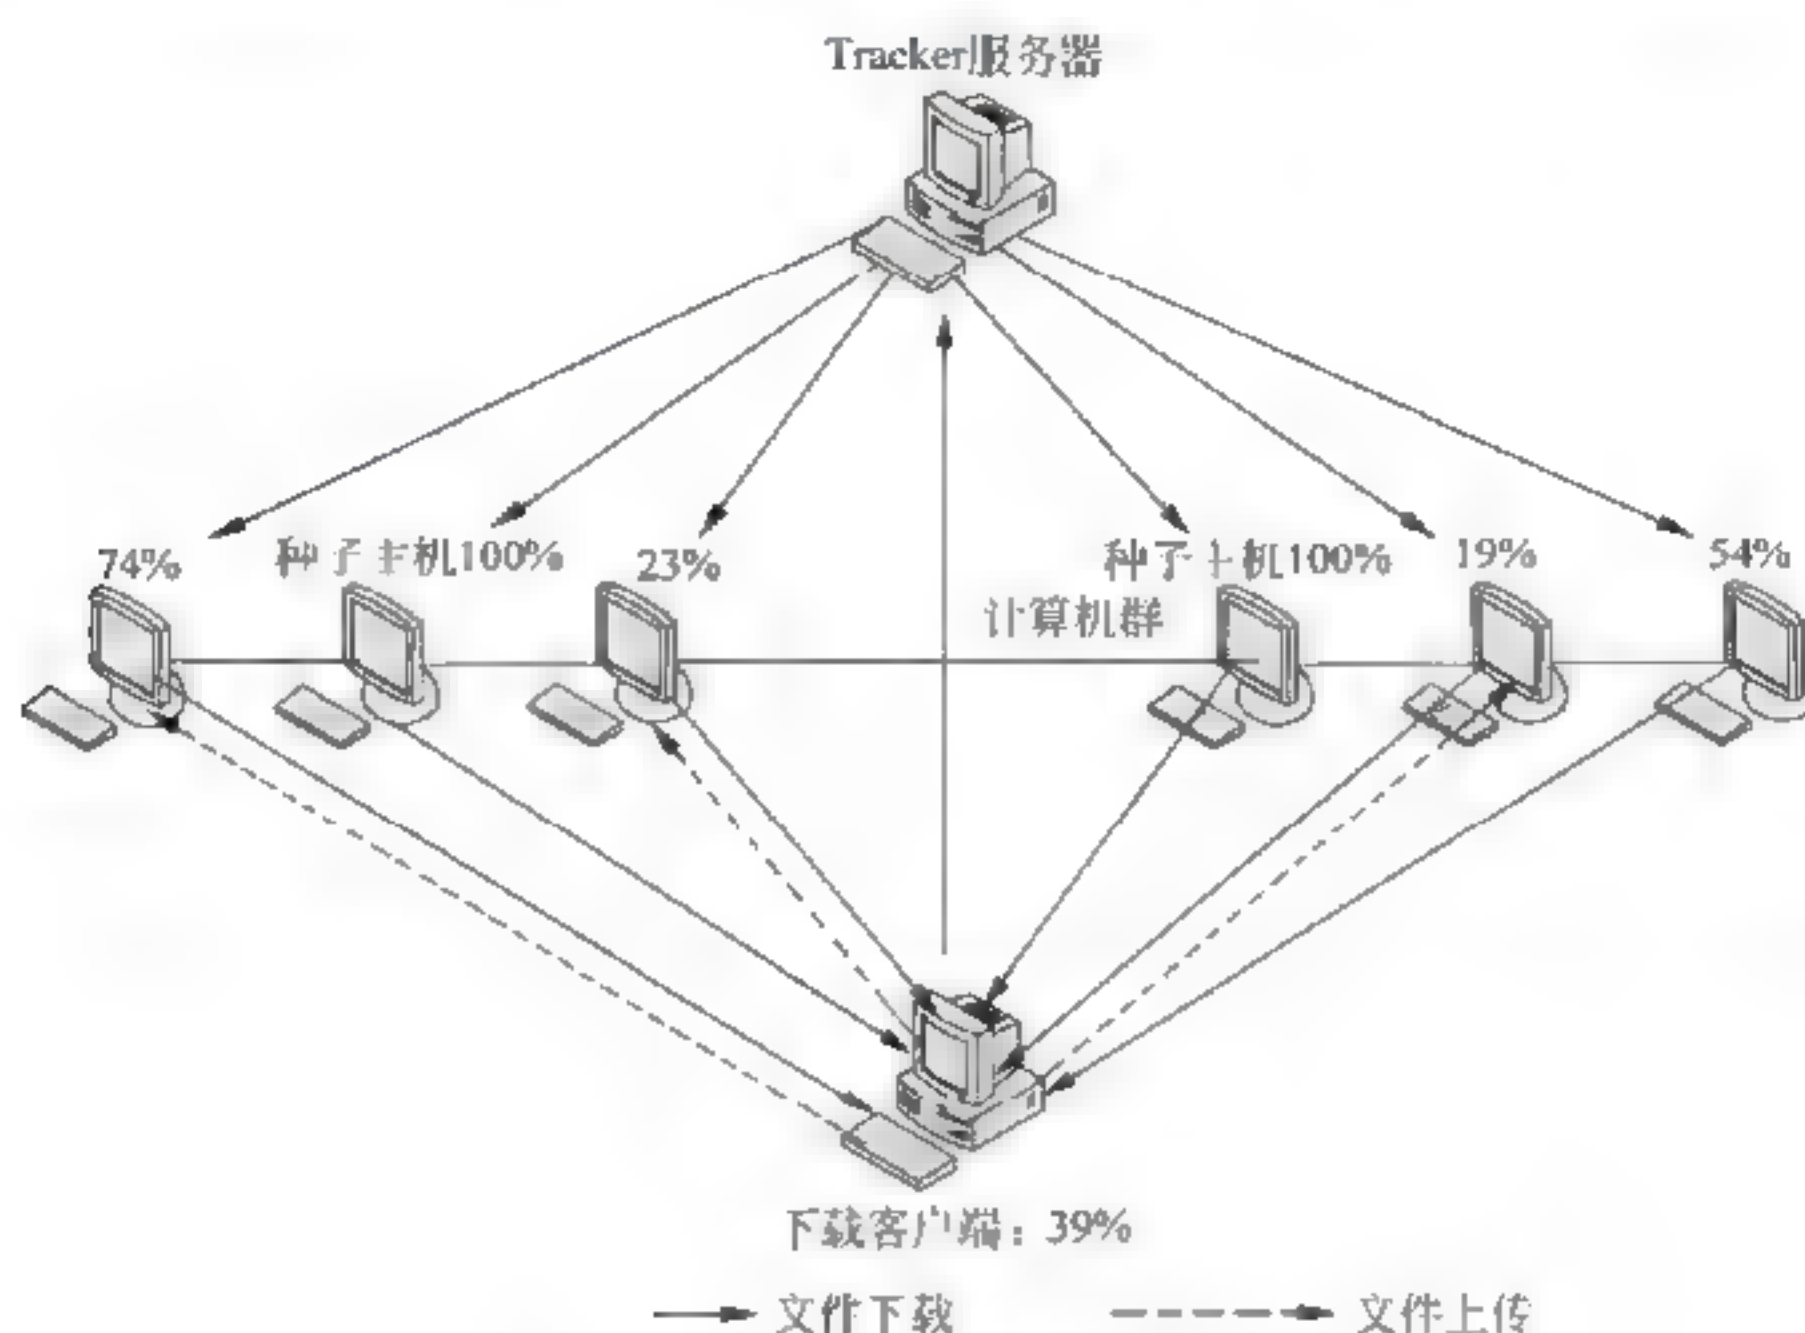 Tracker服务器
74%
种子主机100%
23%
种子主机100%
19%
54%
计算机群
下载客户端：39%
文件下载
文件上传